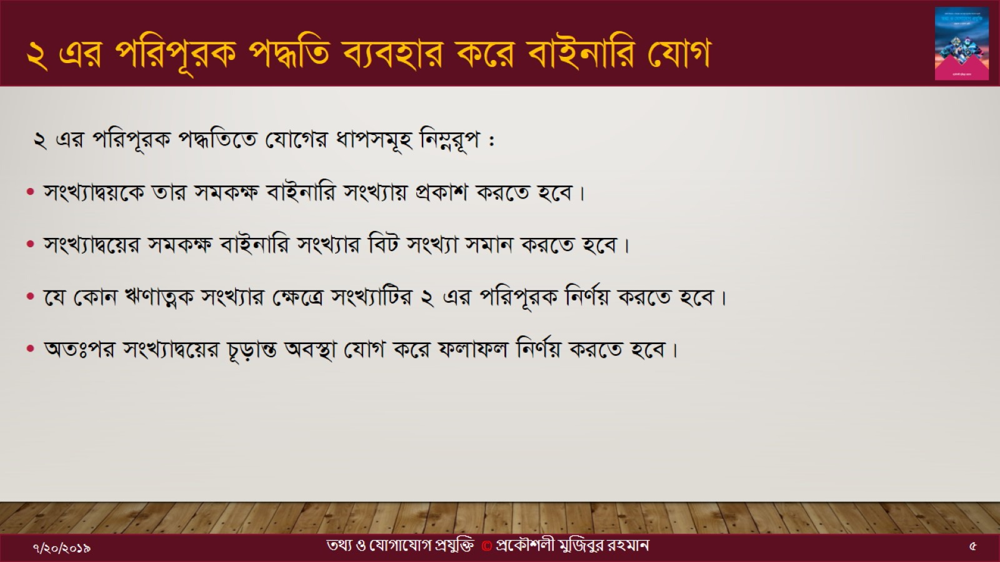 ২ এর পরিপূরক পদ্ধতি ব্যবহার করে বাইনারি যোগ
২ এর পরিপূরক পদ্ধতিতে যোগের ধাপসমূহ নিম্নরূপ :
• সংখ্যাদ্বয়কে তার সমকক্ষ বাইনারি সংখ্যায় প্রকাশ করতে হবে।
• সংখ্যাদ্বয়ের সমকক্ষ বাইনারি সংখ্যার বিট সংখ্যা সমান করতে হবে।
• যে কোন ঋণাত্নক সংখ্যার ক্ষেত্রে সংখ্যাটির ২ এর পরিপূরক নির্ণয় করতে হবে।
• অতঃপর সংখ্যাদ্বয়ের চূড়ান্ত অবস্থা যোগ করে ফলাফল নির্ণয় করতে হবে।
৭/২০/২০১৯
তথ্য ও যোগাযোগ প্রযুক্তি © প্রকৌশলী মুজিবুর রহমান
৫